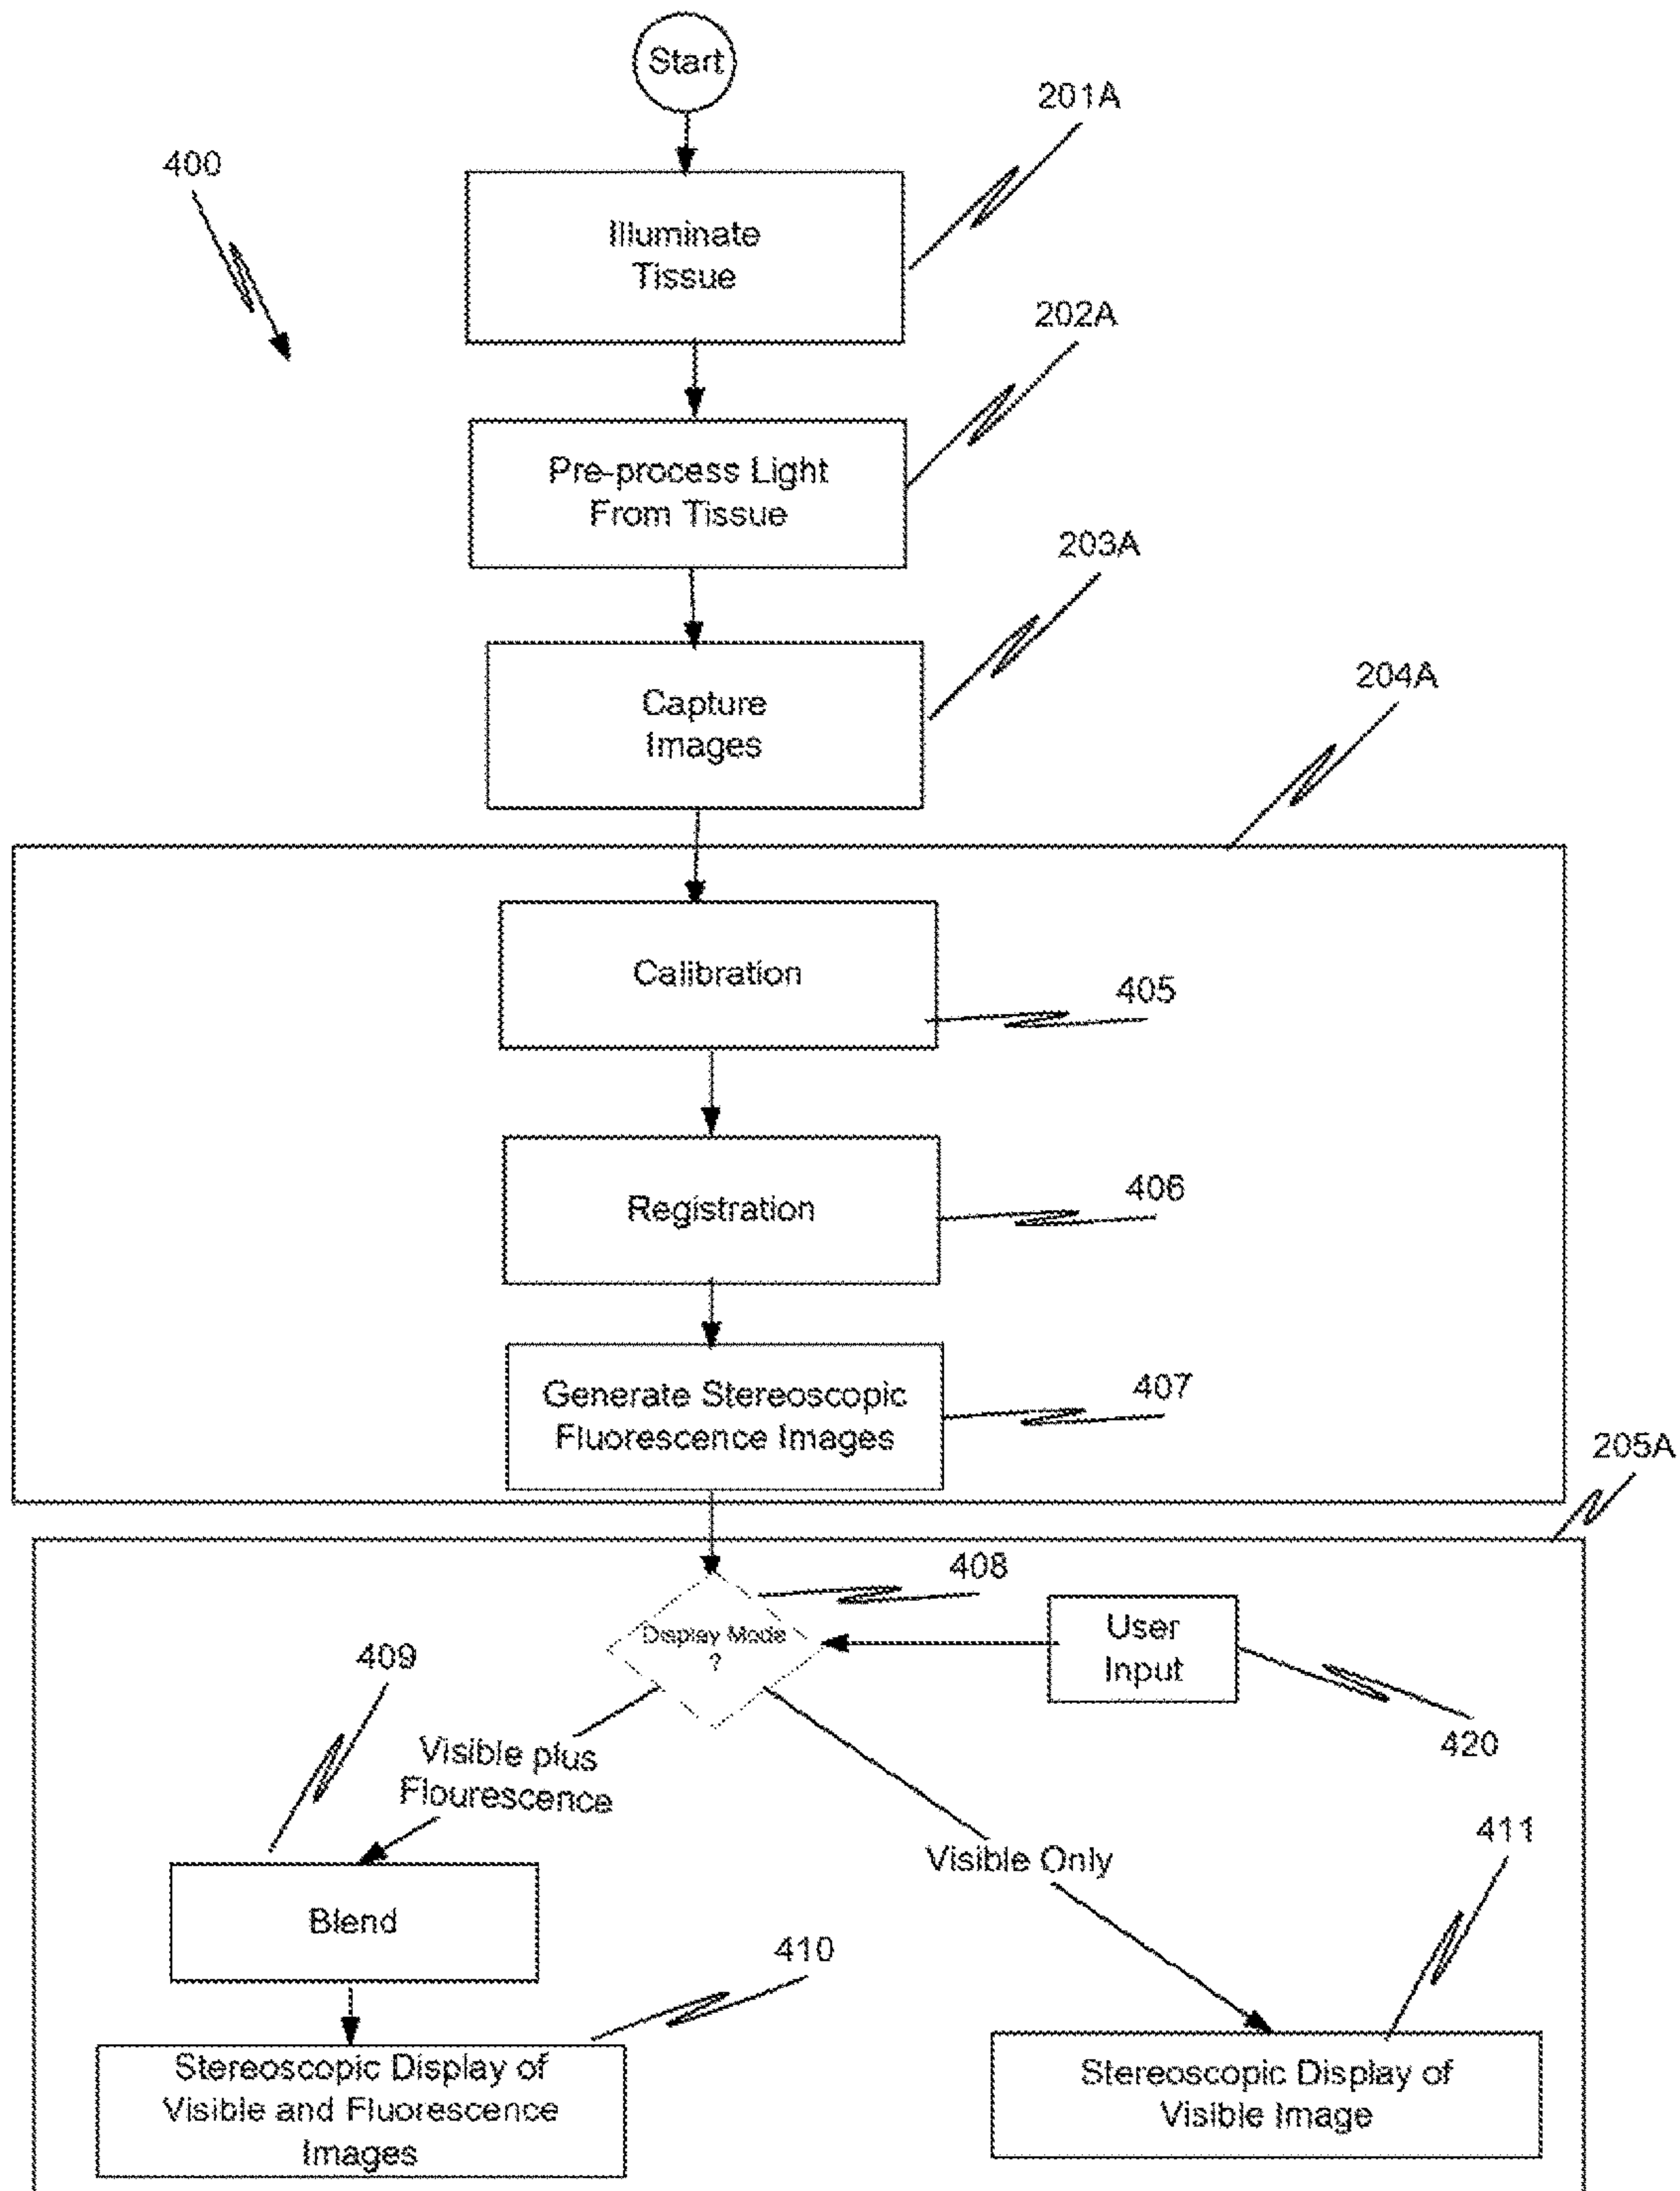 Start
201A
400
Illuminate
Tissue
202A
Pre-process Light
From Tissue
203A
Capture
Images
204A
Calibration
405
Registration
406
Generate Stereoscopic
Fluorescence Images
407
205A
408
Display Mode
?
User
Input
420
409
Visible plus
Flourescence
Visible Only
411
Blend
410
Stereoscopic Display of
Visible and Fluorescence
Images
Stereoscopic Display of
Visible Image